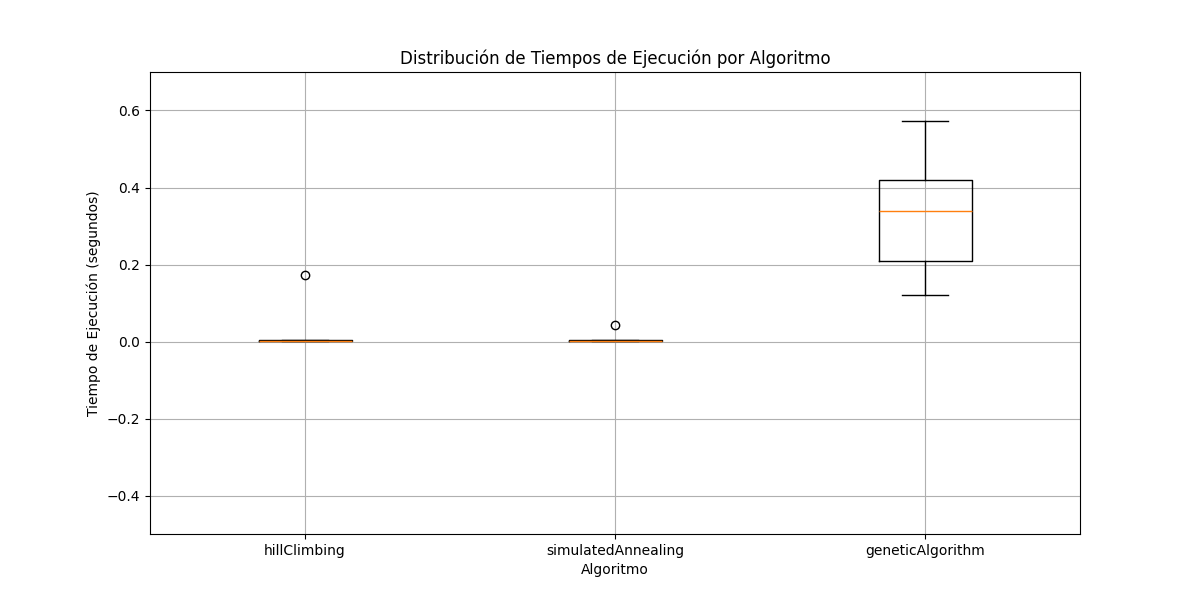 Distribución de Tiempos de Ejecución por Algoritmo
Tiempo de Ejecución (segundos)
0.6
0.4
0.2
0.0
−0.2
−0.4
hillClimbing
simulatedAnnealing
geneticAlgorithm
Algoritmo